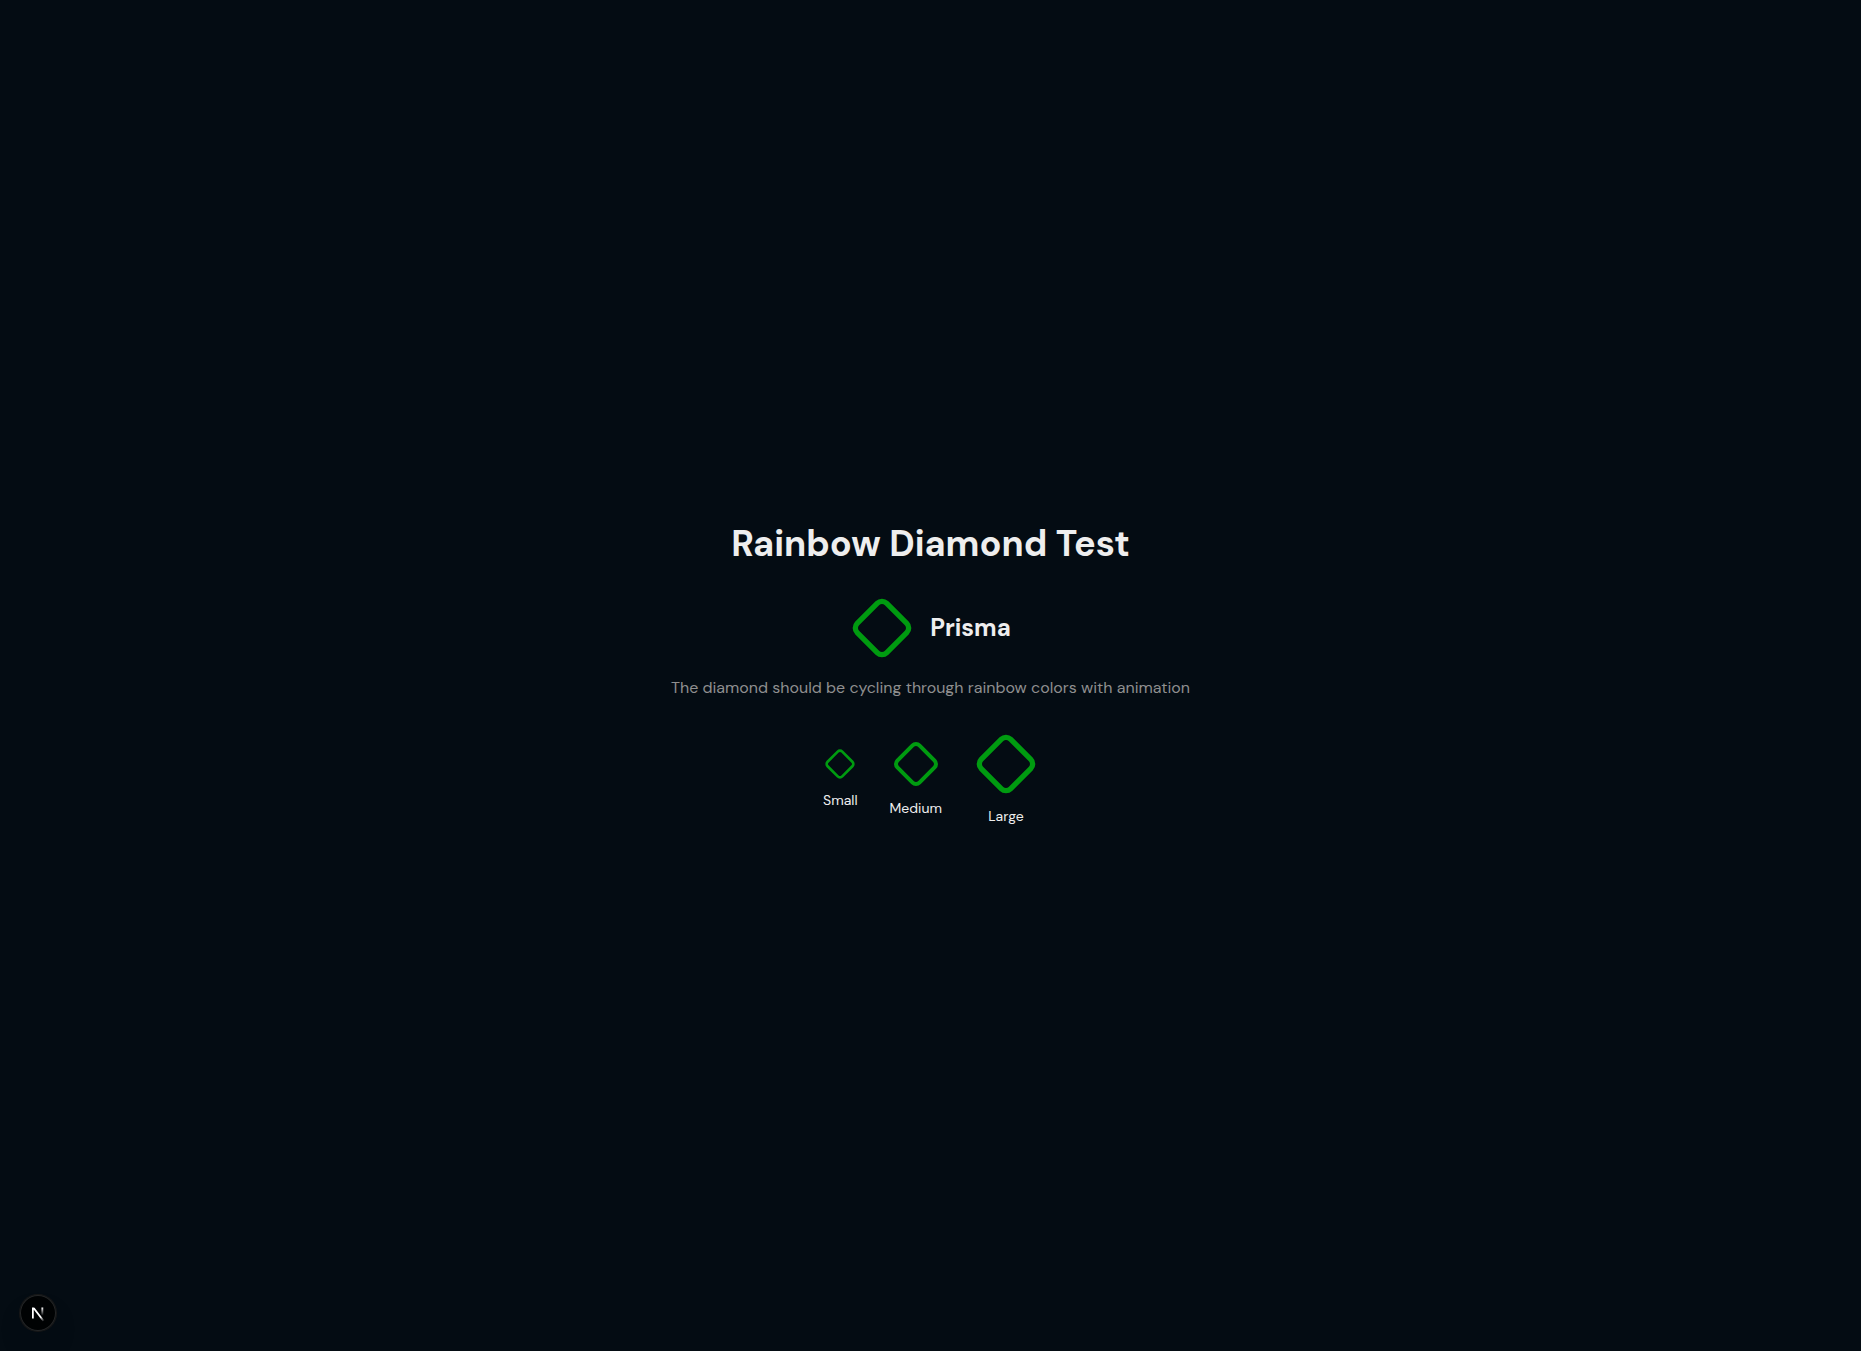 Rainbow Diamond Test
Prisma
The diamond should be cycling through rainbow colors with animation
Small
Medium
Large
N